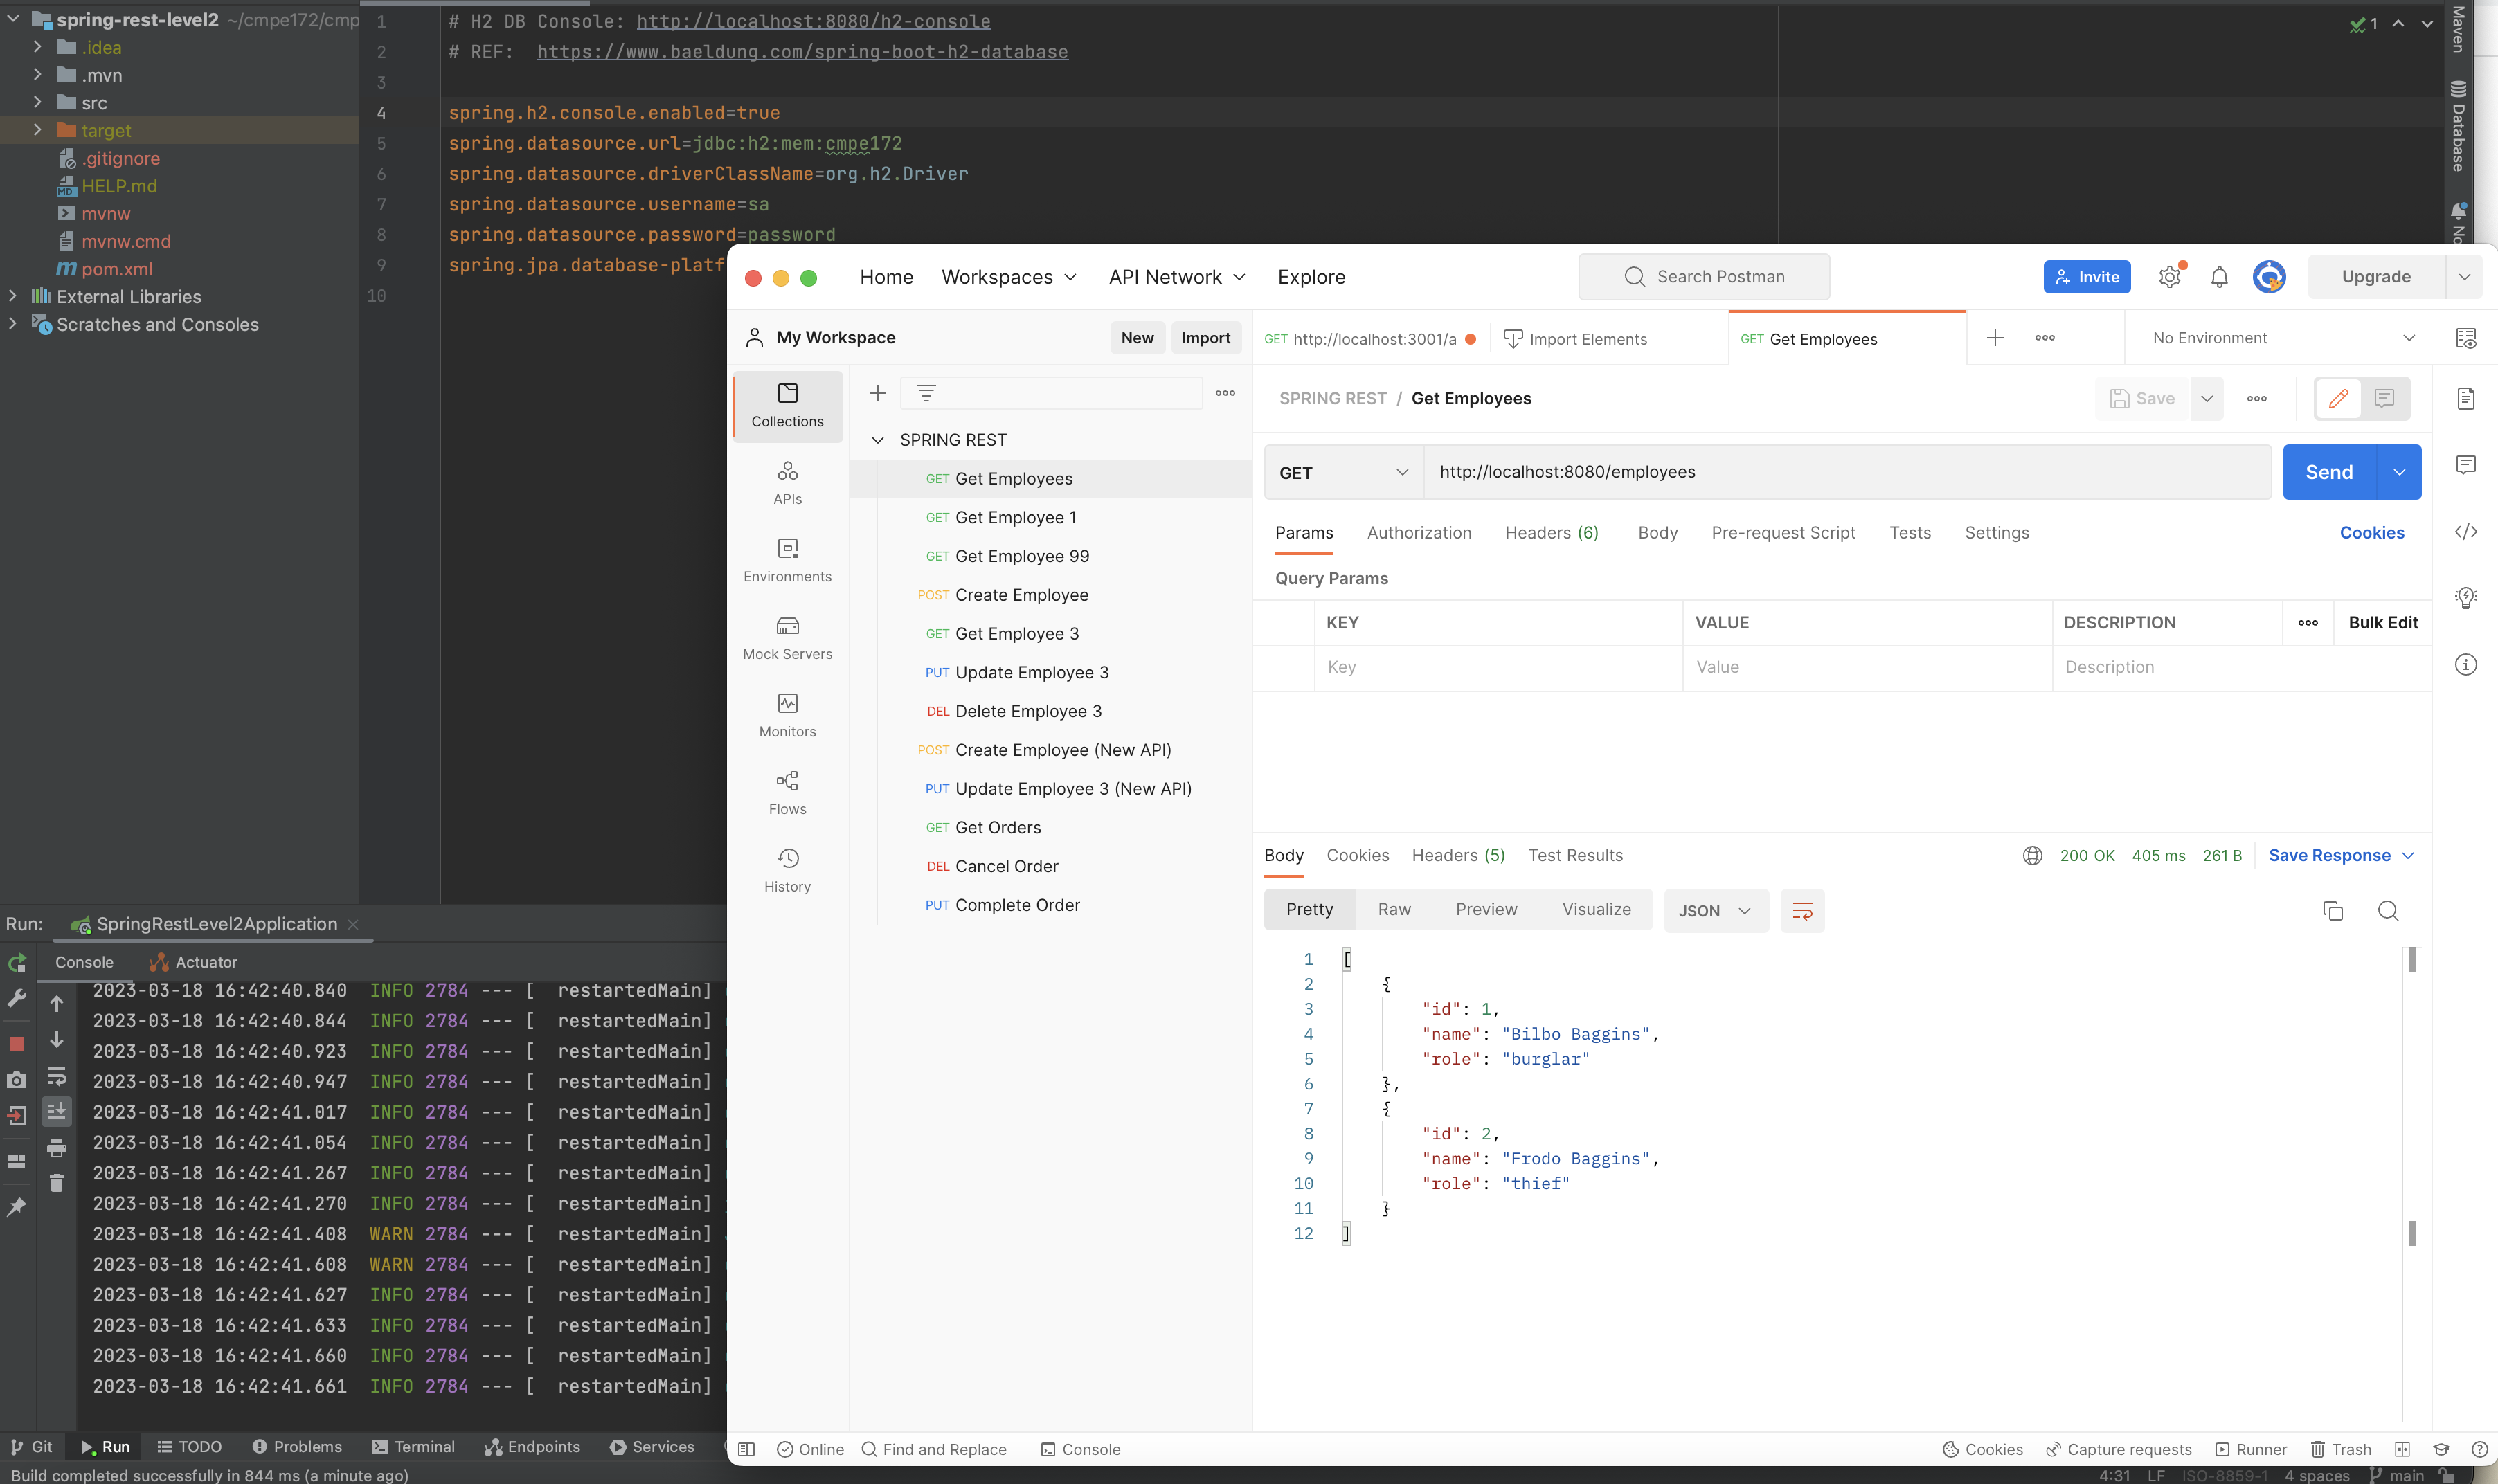 spring-rest-level2 ~/cmpe172/cmp
.idea
.mvn
src
target
.gitignore
HELP.md
mvnw
mvnw.cmd
pom.xml
External Libraries
Scratches and Consoles
1 # H2 DB Console: http://localhost:8080/h2-console
2 # REF: https://www.baeldung.com/spring-boot-h2-database
3
4 spring.h2.console.enabled=true
5 spring.datasource.url=jdbc:h2:mem:cmpe172
6 spring.datasource.driverClassName=org.h2.Driver
7 spring.datasource.username=sa
8 spring.datasource.password=password
9 spring.jpa.database-platf
10
1
Maven
Database
No
Home Workspaces API Network Explore
Search Postman
Invite
Upgrade
My Workspace
New
Import
GET http://localhost:3001/a
Import Elements
GET Get Employees
No Environment
Collections
APIs
Environments
Mock Servers
Monitors
Flows
History
SPRING REST
GET Get Employees
GET Get Employee 1
GET Get Employee 99
POST Create Employee
GET Get Employee 3
PUT Update Employee 3
DEL Delete Employee 3
POST Create Employee (New API)
PUT Update Employee 3 (New API)
GET Get Orders
DEL Cancel Order
PUT Complete Order
SPRING REST / Get Employees
Save
GET http://localhost:8080/employees
Send
Params Authorization Headers (6) Body Pre-request Script Tests Settings
Cookies
Query Params
KEY VALUE DESCRIPTION Bulk Edit
Key Value Description
Body Cookies Headers (5) Test Results
200 OK 405 ms 261 B Save Response
Pretty Raw Preview Visualize JSON
1 [
2 {
3 "id": 1,
4 "name": "Bilbo Baggins",
5 "role": "burglar"
6 },
7 {
8 "id": 2,
9 "name": "Frodo Baggins",
10 "role": "thief"
11 }
12 ]
Run: SpringRestLevel2Application
Console Actuator
2023-03-18 16:42:40.840 INFO 2784 --- [ restartedMain]
2023-03-18 16:42:40.844 INFO 2784 --- [ restartedMain]
2023-03-18 16:42:40.923 INFO 2784 --- [ restartedMain]
2023-03-18 16:42:40.947 INFO 2784 --- [ restartedMain]
2023-03-18 16:42:41.017 INFO 2784 --- [ restartedMain]
2023-03-18 16:42:41.054 INFO 2784 --- [ restartedMain]
2023-03-18 16:42:41.267 INFO 2784 --- [ restartedMain]
2023-03-18 16:42:41.270 INFO 2784 --- [ restartedMain]
2023-03-18 16:42:41.408 WARN 2784 --- [ restartedMain]
2023-03-18 16:42:41.608 WARN 2784 --- [ restartedMain]
2023-03-18 16:42:41.627 INFO 2784 --- [ restartedMain]
2023-03-18 16:42:41.633 INFO 2784 --- [ restartedMain]
2023-03-18 16:42:41.660 INFO 2784 --- [ restartedMain]
2023-03-18 16:42:41.661 INFO 2784 --- [ restartedMain]
Git Run TODO Problems Terminal Endpoints Services
Online Find and Replace Console
Cookies Capture requests Runner Trash
Build completed successfully in 844 ms (a minute ago)
4:31 LF ISO-8859-1 4 spaces main